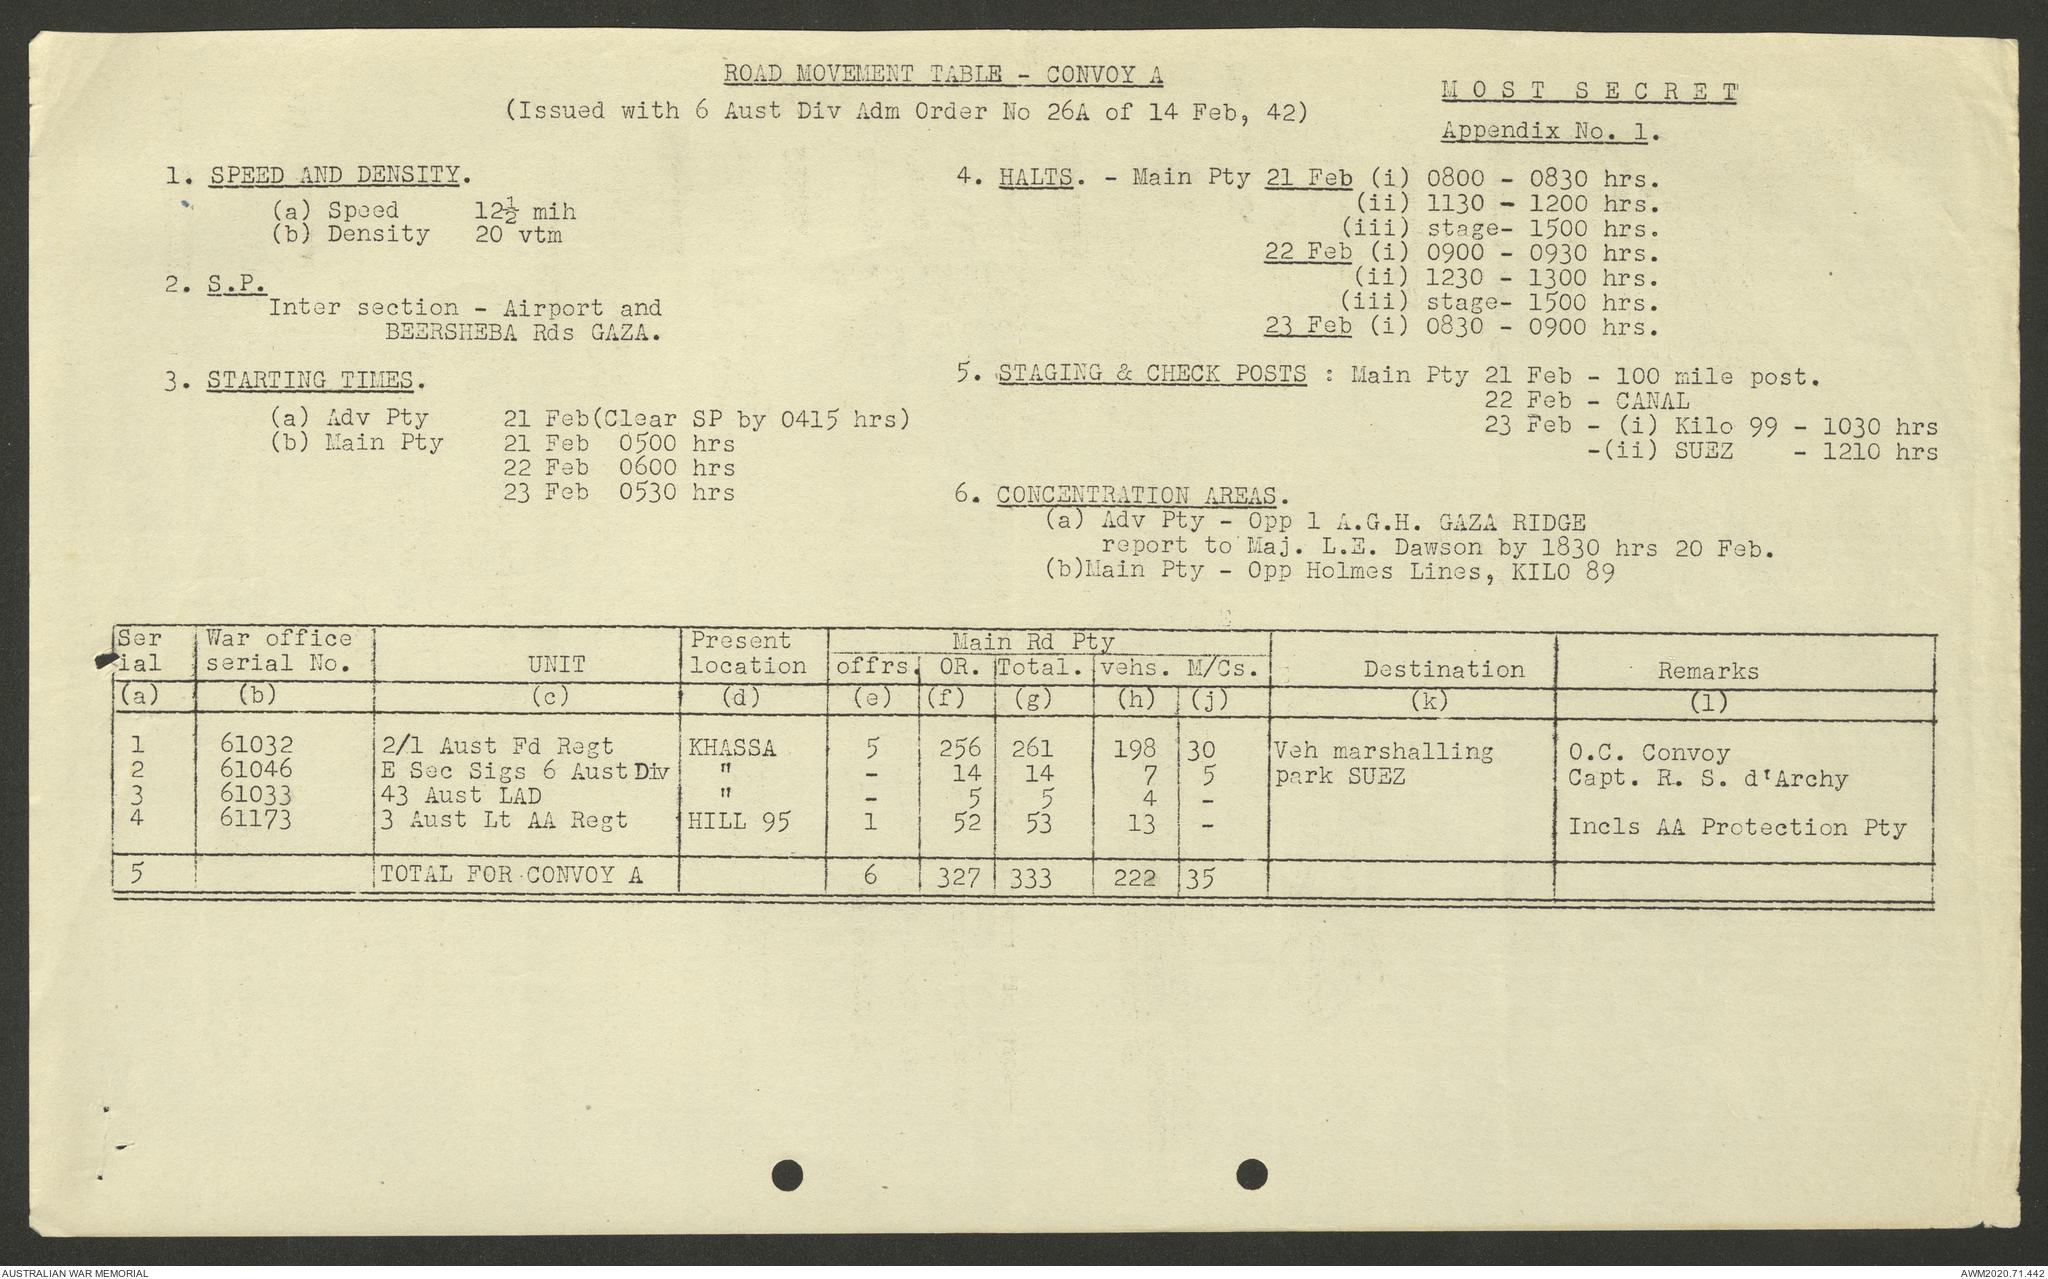 ROAD MOVEMENT TABLE - CONVOY A
(Issued with 6 Aust Div Adm Order No 26A of 14 Feb, 42)
MOST SECRET
Appendix No. 1.
1. SPEED AND DENSITY.
(a) Speed 12½ mih
(b) Density 20 vtm
2. S.P.
Inter section - Airport and
BEERSHEBA Rds GAZA.
3. STARTING TIMES.
(a) Adv Pty 21 Feb(Clear SP by 0415 hrs)
(b) Main Pty 21 Feb 0500 hrs
22 Feb 0600 hrs
23 Feb 0530 hrs
4. HALTS. - Main Pty 21 Feb (i) 0800 - 0830 hrs.
(ii) 1130 - 1200 hrs.
(iii) stage- 1500 hrs.
22 Feb (i) 0900 - 0930 hrs.
(ii) 1230 - 1300 hrs.
(iii) stage- 1500 hrs.
23 Feb (i) 0830 - 0900 hrs.
5. STAGING & CHECK POSTS : Main Pty 21 Feb - 100 mile post.
22 Feb - CANAL
23 Feb - (i) Kilo 99 - 1030 hrs
-(ii) SUEZ - 1210 hrs
6. CONCENTRATION AREAS.
(a) Adv Pty - Opp 1 A.G.H. GAZA RIDGE
report to Maj. L.E. Dawson by 1830 hrs 20 Feb.
(b)Main Pty - Opp Holmes Lines, KILO 89
Ser War office Present Main Rd Pty
ial serial No. UNIT location offrs. OR. Total. vehs. M/Cs. Destination Remarks
(a) (b) (c) (d) (e) (f) (g) (h) (j) (k) (l)
1 61032 2/1 Aust Fd Regt KHASSA 5 256 261 198 30 Veh marshalling O.C. Convoy
2 61046 E Sec Sigs 6 Aust Div " - 14 14 7 5 park SUEZ Capt. R. S. d'Archy
3 61033 43 Aust LAD " - 5 5 4 -
4 61173 3 Aust Lt AA Regt HILL 95 1 52 53 13 - Incls AA Protection Pty
5 TOTAL FOR CONVOY A 6 327 333 222 35
AUSTRALIAN WAR MEMORIAL
AWM2020.71.442